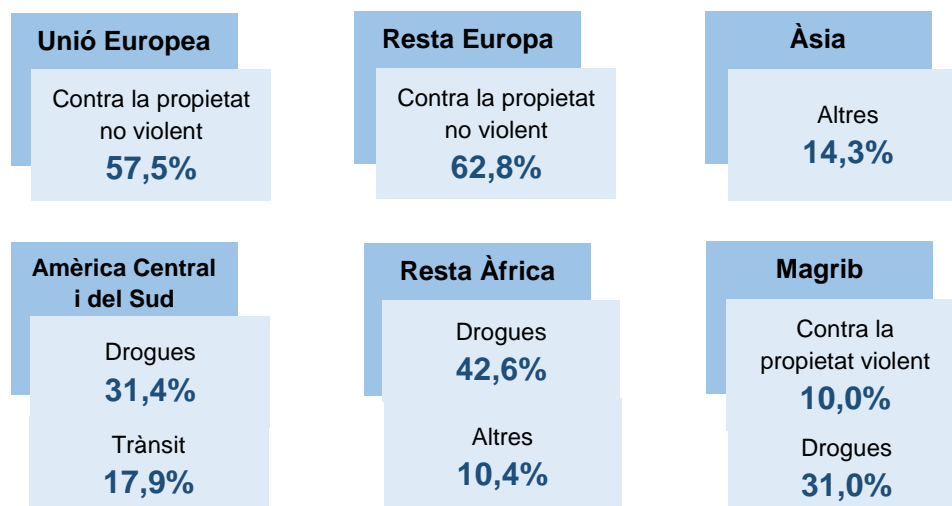 Unió Europea
Contra la propietat
no violent
57,5%
Resta Europa
Contra la propietat
no violent
62,8%
Àsia
Altres
14,3%
Amèrica Central
i del Sud
Drogues
31,4%
Trànsit
17,9%
Resta Àfrica
Drogues
42,6%
Altres
10,4%
Magrib
Contra la
propietat violent
10,0%
Drogues
31,0%